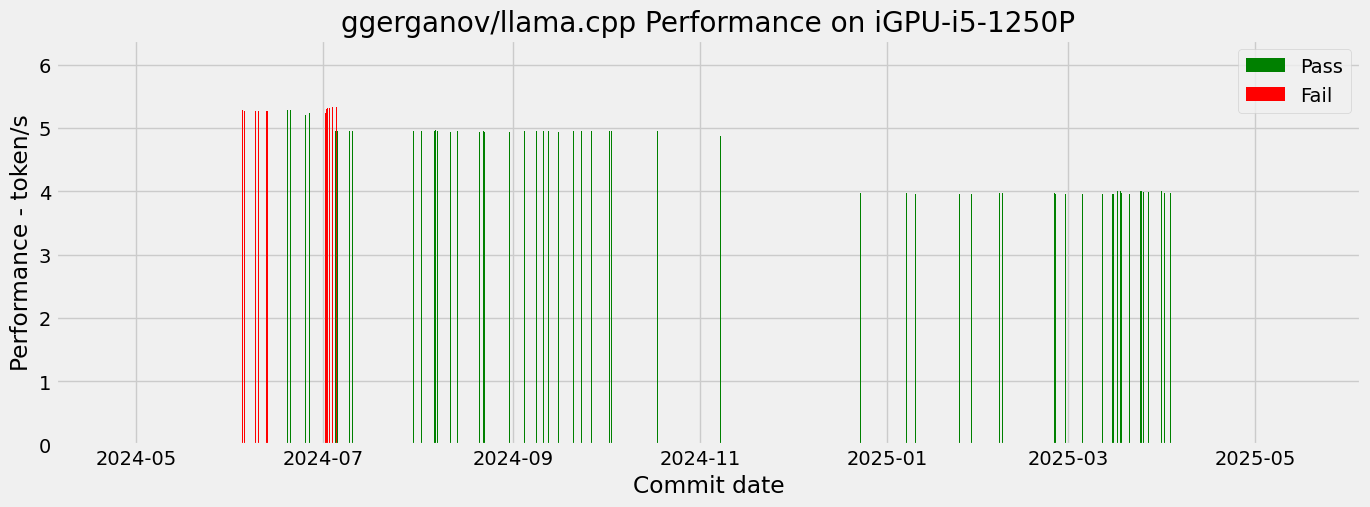 ggerganov/llama.cpp Performance on iGPU-i5-1250P
Performance - token/s
6
5
4
3
2
1
0
Pass
Fail
2024-05
2024-07
2024-09
2024-11
2025-01
2025-03
2025-05
Commit date